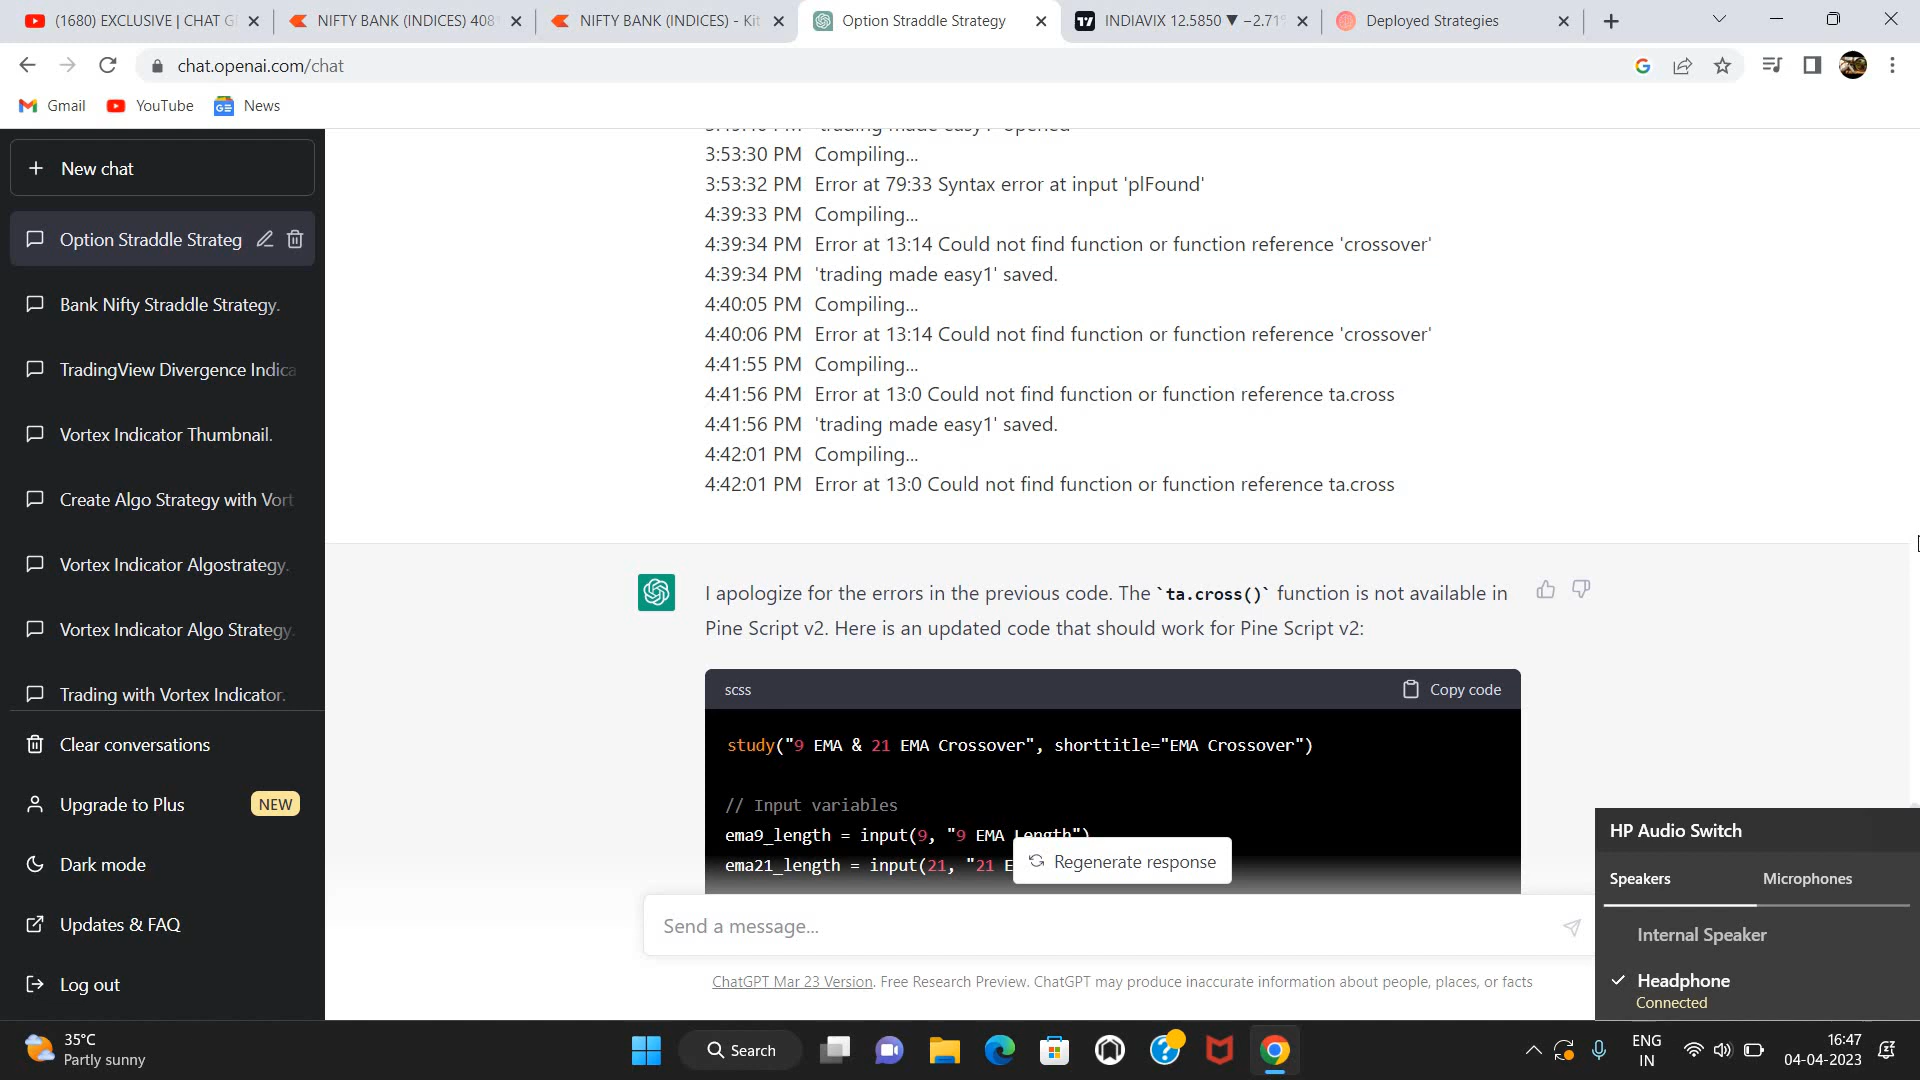 (1680) EXCLUSIVE | CHAT G
NIFTY BANK (INDICES) 408
NIFTY BANK (INDICES) - Kit
Option Straddle Strategy
INDIAVIX 12.5850 ▼ −2.71
Deployed Strategies
chat.openai.com/chat
Gmail
YouTube
News
New chat
Option Straddle Strateg
Bank Nifty Straddle Strategy.
TradingView Divergence Indica
Vortex Indicator Thumbnail.
Create Algo Strategy with Vort
Vortex Indicator Algostrategy.
Vortex Indicator Algo Strategy.
Trading with Vortex Indicator.
Clear conversations
Upgrade to Plus NEW
Dark mode
Updates & FAQ
Log out
'trading made easy1' opened
3:53:30 PM Compiling...
3:53:32 PM Error at 79:33 Syntax error at input 'plFound'
4:39:33 PM Compiling...
4:39:34 PM Error at 13:14 Could not find function or function reference 'crossover'
4:39:34 PM 'trading made easy1' saved.
4:40:05 PM Compiling...
4:40:06 PM Error at 13:14 Could not find function or function reference 'crossover'
4:41:55 PM Compiling...
4:41:56 PM Error at 13:0 Could not find function or function reference ta.cross
4:41:56 PM 'trading made easy1' saved.
4:42:01 PM Compiling...
4:42:01 PM Error at 13:0 Could not find function or function reference ta.cross
I apologize for the errors in the previous code. The `ta.cross()` function is not available in
Pine Script v2. Here is an updated code that should work for Pine Script v2:
scss
Copy code
study("9 EMA & 21 EMA Crossover", shorttitle="EMA Crossover")
// Input variables
ema9_length = input(9, "9 EMA Length")
ema21_length = input(21, "21 E
Regenerate response
Send a message...
ChatGPT Mar 23 Version. Free Research Preview. ChatGPT may produce inaccurate information about people, places, or facts
HP Audio Switch
Speakers
Microphones
Internal Speaker
Headphone
Connected
35°C
Partly sunny
Search
ENG
IN
16:47
04-04-2023